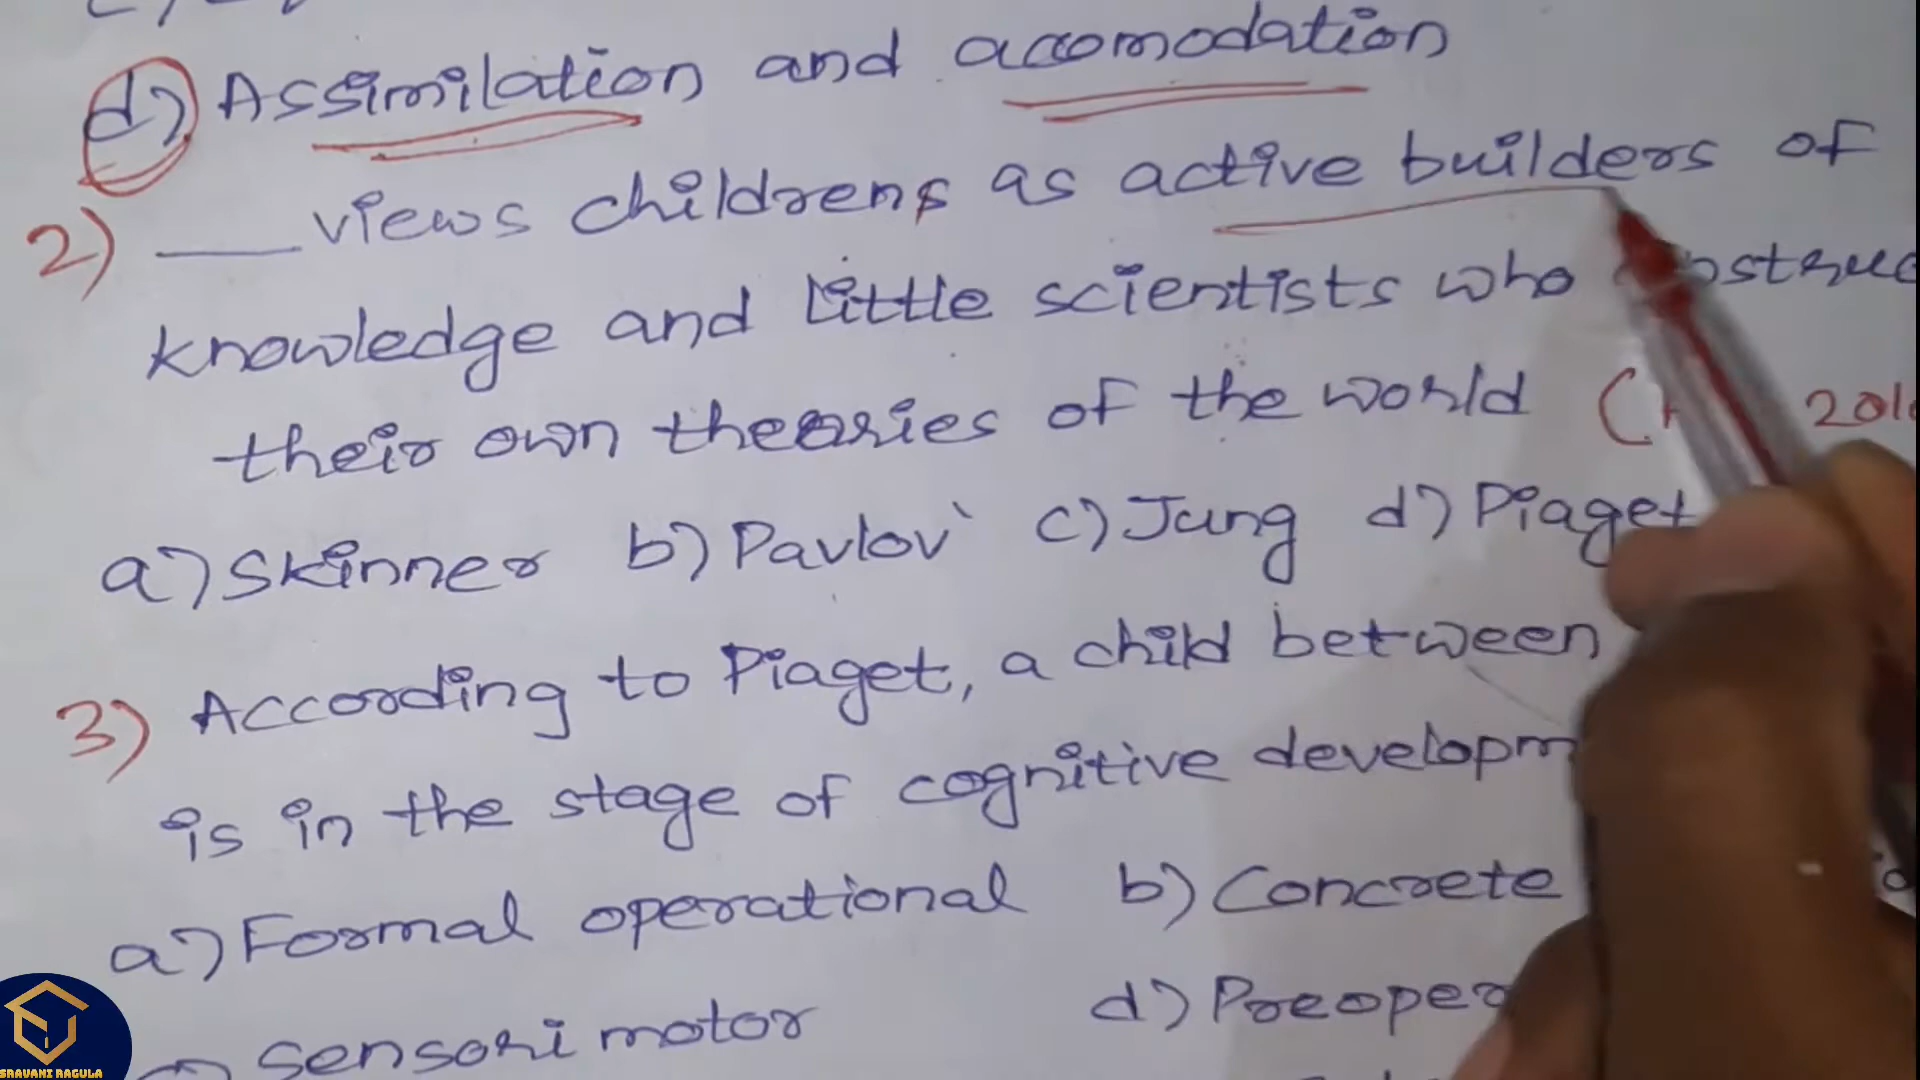 d) Assimilation and accomodation
2) ___ views childrens as active builders of
knowledge and little scientists who
their own theories of the world ( 201
a) Skinner b) Pavlov c) Jung d) Piaget
3) According to Piaget, a child between
is in the stage of cognitive developm
a) Formal operational b) Concrete
sensori motor d) Preoper
SRAVANI RAGULA